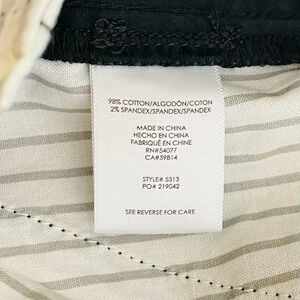 98% COTTON/ALGODÓN/COTON
2% SPANDEX/SPANDEX/SPANDEX
MADE IN CHINA
HECHO EN CHINA
FABRIQUÉ EN CHINA
RN#54077
CA#59814
STYLE# 5313
PO# 219042
SEE REVERSE FOR CARE